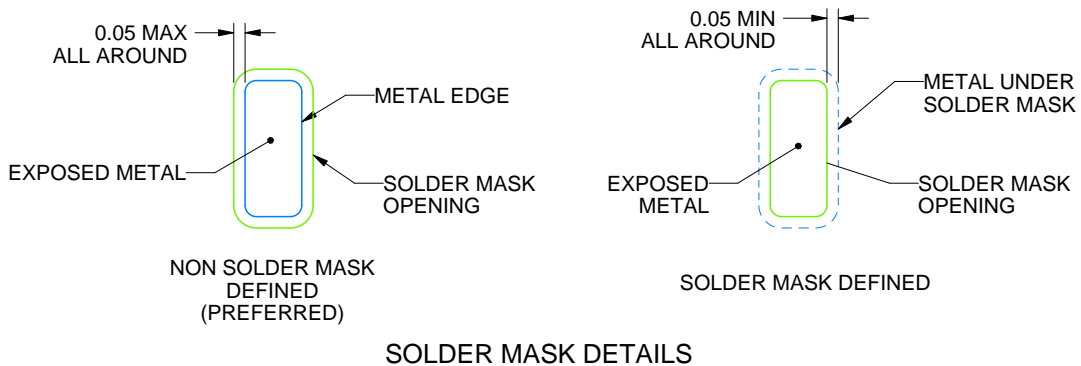 0.05 MAX
ALL AROUND
METAL EDGE
EXPOSED METAL
SOLDER MASK
OPENING
NON SOLDER MASK
DEFINED
(PREFERRED)
0.05 MIN
ALL AROUND
METAL UNDER
SOLDER MASK
EXPOSED
METAL
SOLDER MASK
OPENING
SOLDER MASK DEFINED
SOLDER MASK DETAILS